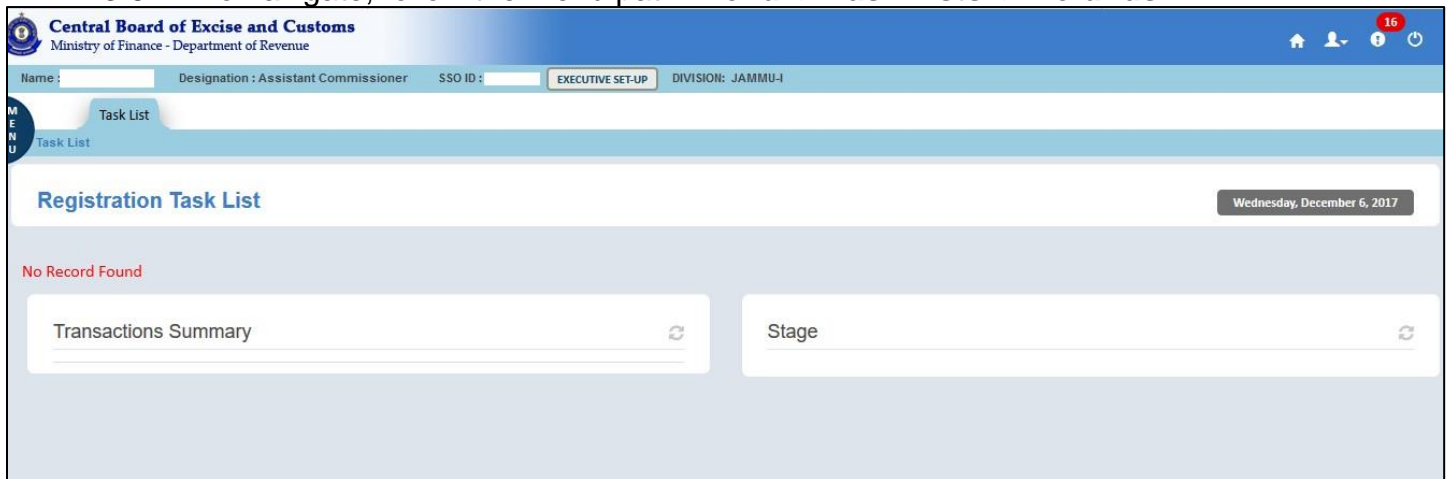 Central Board of Excise and Customs
Ministry of Finance - Department of Revenue
16
Name : Designation : Assistant Commissioner SSO ID : EXECUTIVE SET-UP DIVISION: JAMMU-I
MENU
Task List
Task List
Registration Task List
Wednesday, December 6, 2017
No Record Found
Transactions Summary
Stage